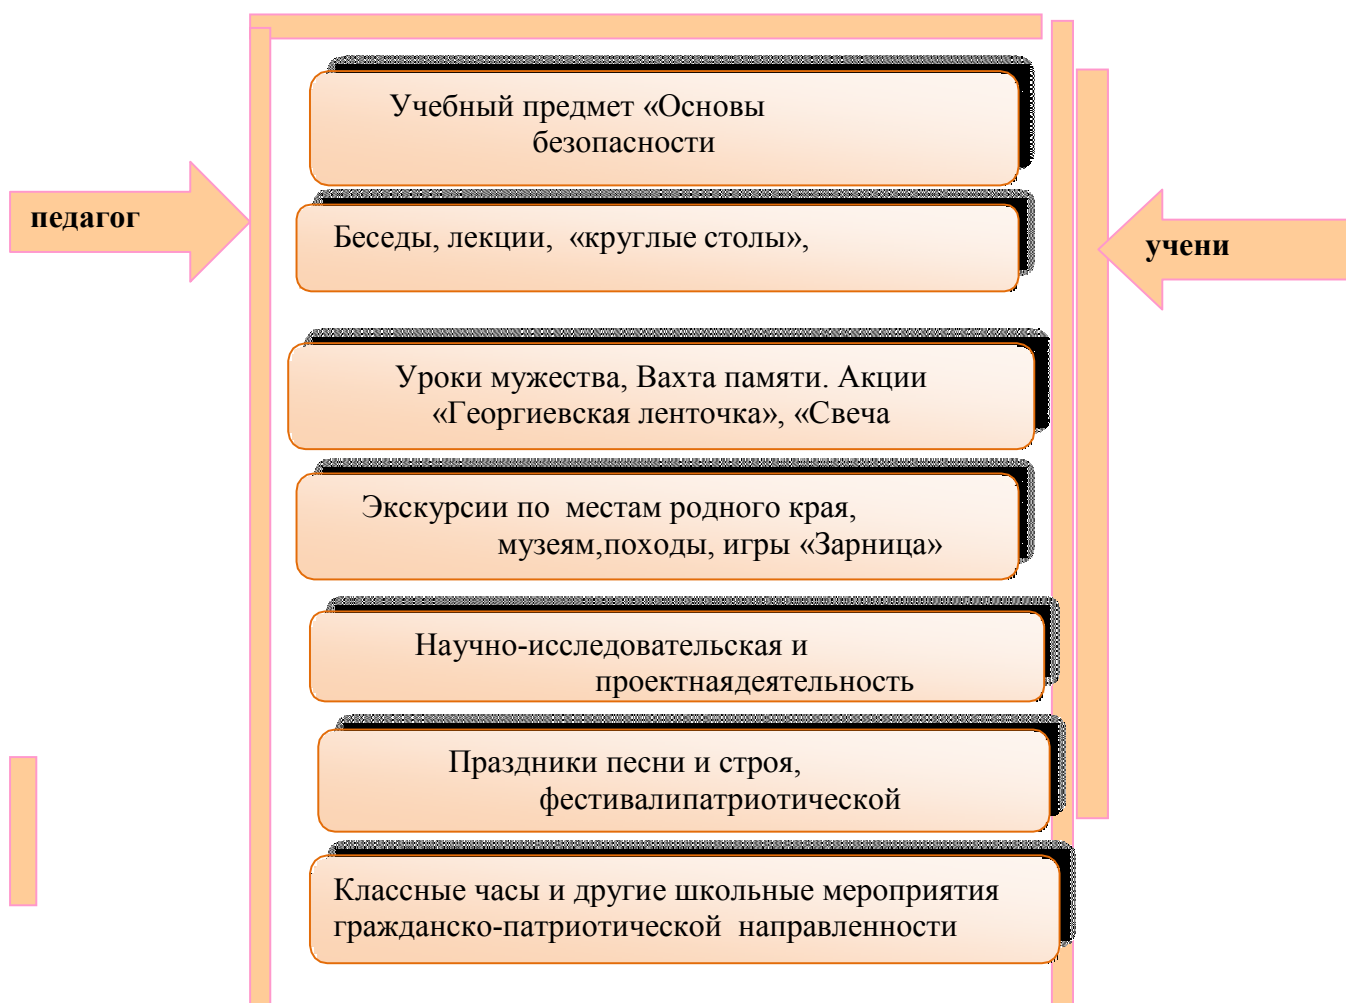 Учебный предмет «Основы
безопасности
педагог
Беседы, лекции, «круглые столы»,
учени
Уроки мужества, Вахта памяти. Акции
«Георгиевская ленточка», «Свеча
Экскурсии по местам родного края,
музеям,походы, игры «Зарница»
Научно-исследовательская и
проектнаядеятельность
Праздники песни и строя,
фестивалипатриотической
Классные часы и другие школьные мероприятия
гражданско-патриотической направленности